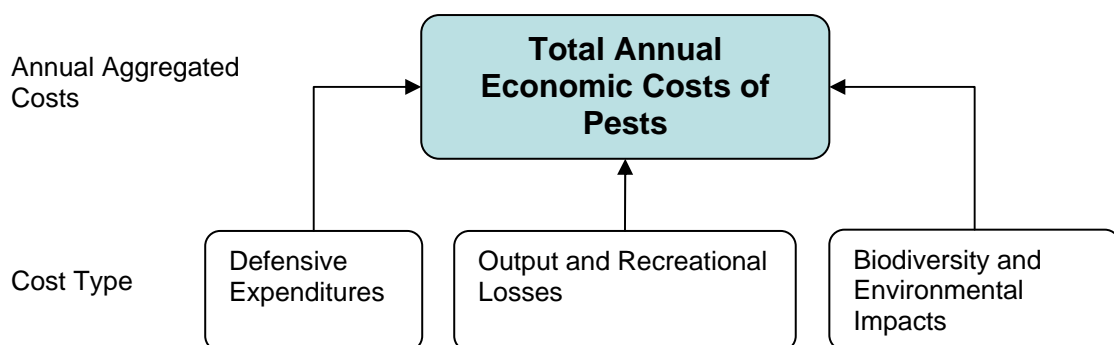 Annual Aggregated
Costs
Total Annual
Economic Costs of
Pests
Cost Type
Defensive
Expenditures
Output and Recreational
Losses
Biodiversity and
Environmental
Impacts